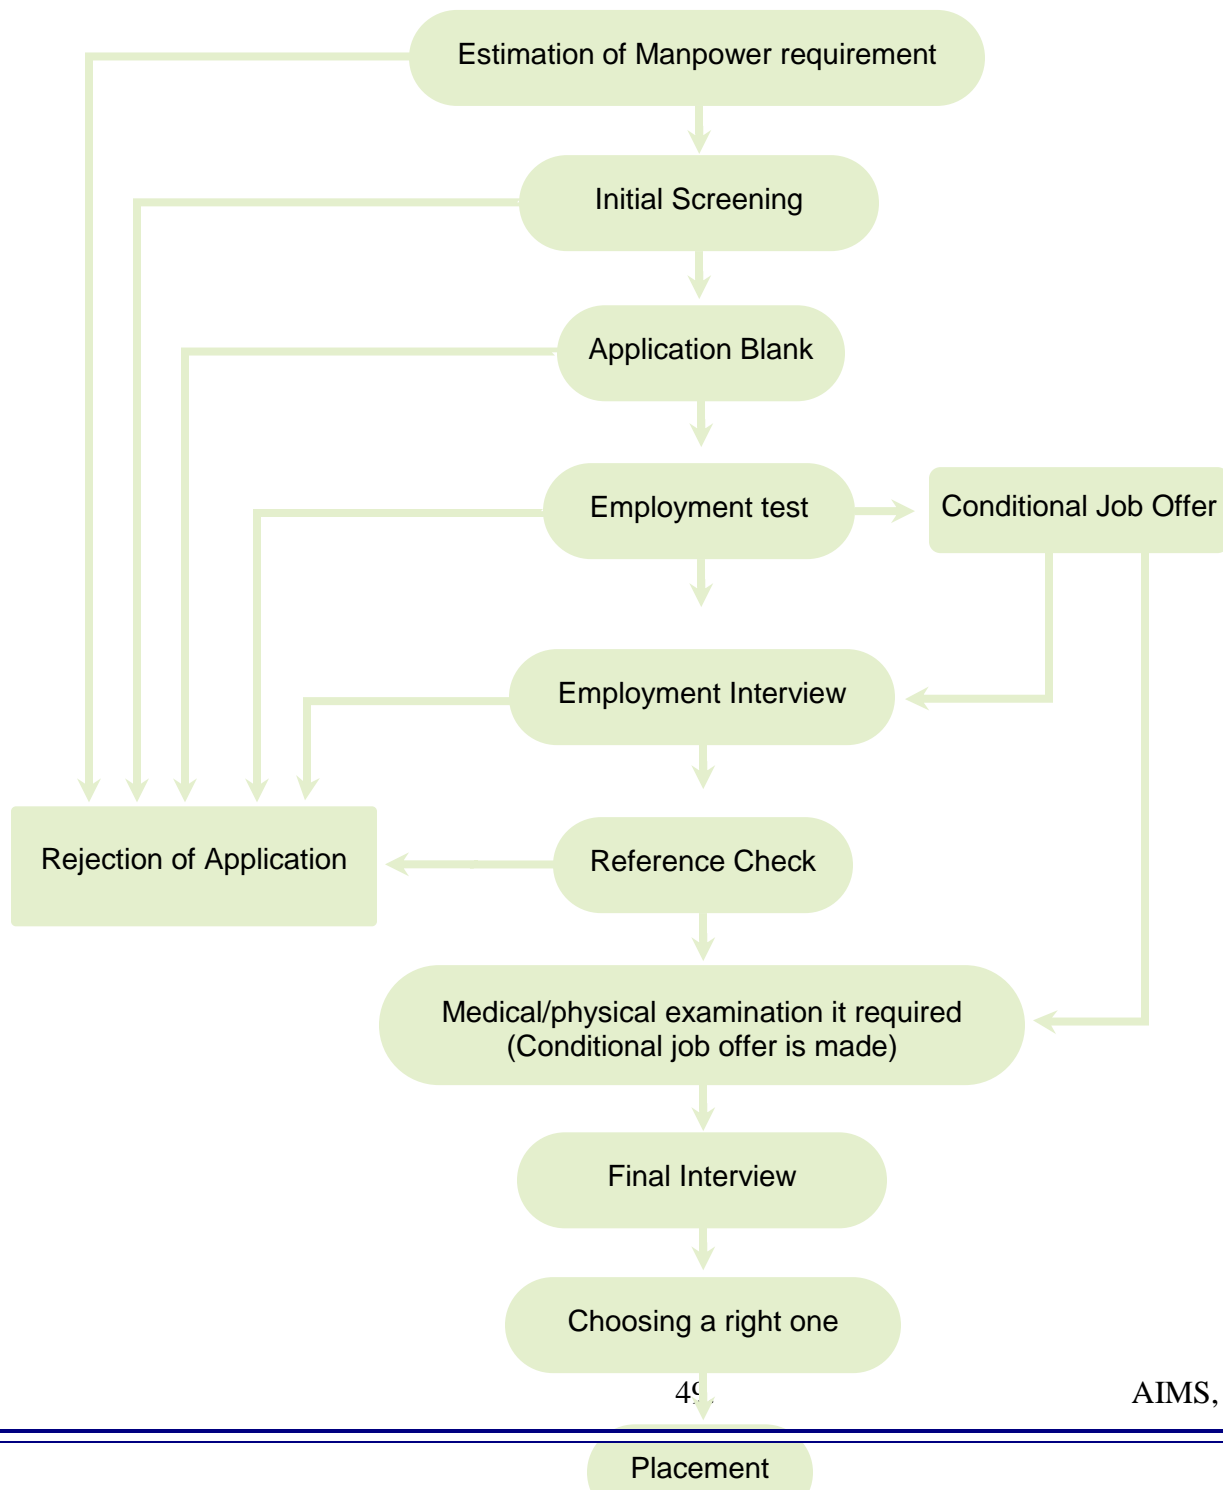 Estimation of Manpower requirement
Initial Screening
Application Blank
Employment test
Conditional Job Offer
Employment Interview
Rejection of Application
Reference Check
Medical/physical examination it required
(Conditional job offer is made)
Final Interview
Choosing a right one
AIMS,
Placement